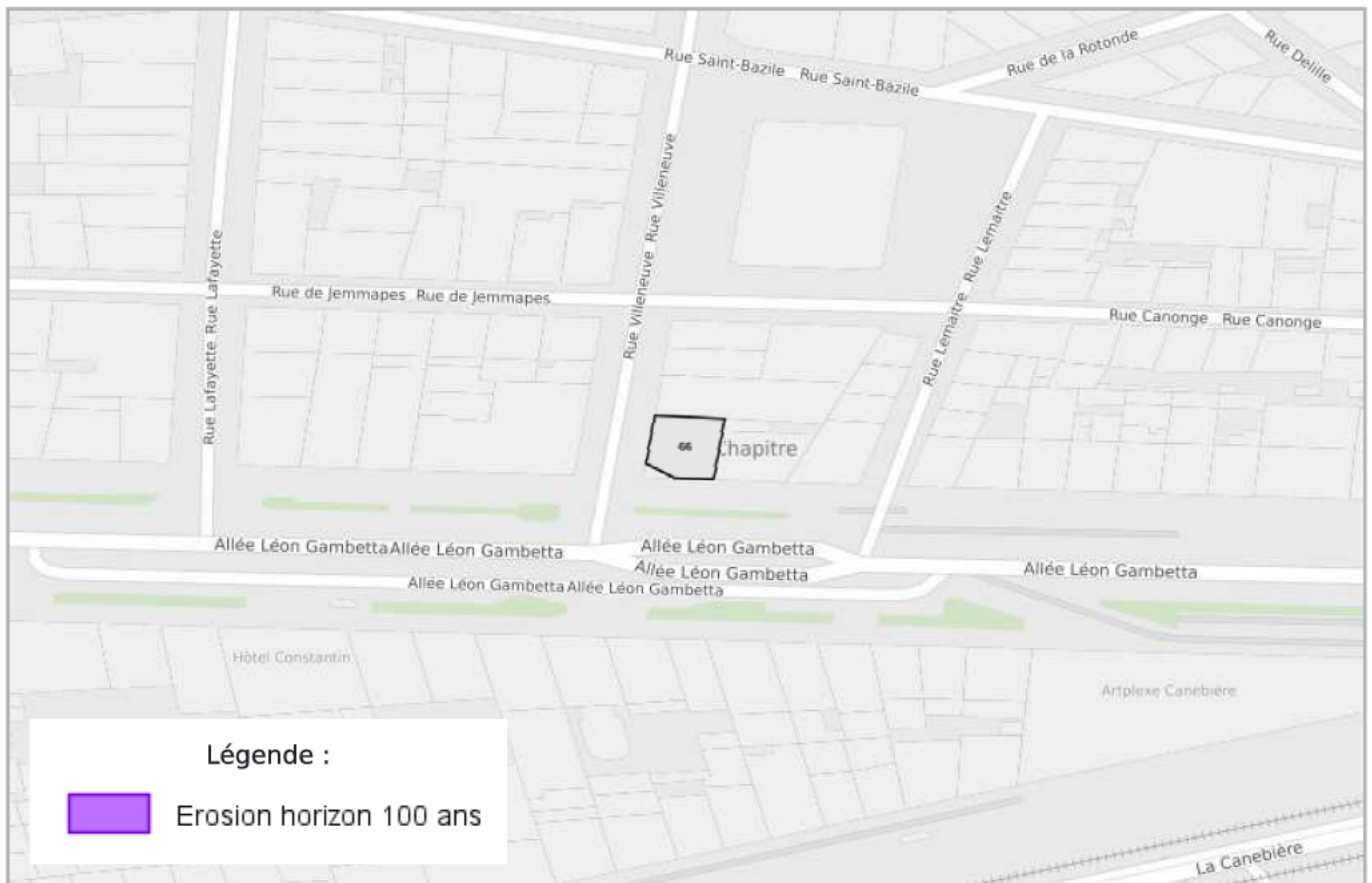 Rue Saint-Bazile Rue Saint-Bazile
Rue de la Rotonde
Rue Delille
Rue Villeneuve Rue Villeneuve
Rue Lemaitre Rue Lemaitre
Rue Lafayette Rue Lafayette
Rue de Jemmapes Rue de Jemmapes
Rue Canonge Rue Canonge
66
Chapitre
Allée Léon Gambetta Allée Léon Gambetta
Allée Léon Gambetta
Allée Léon Gambetta
Allée Léon Gambetta
Allée Léon Gambetta Allée Léon Gambetta
Hôtel Constantin
Artplexe Canebière
La Canebière
Légende :
Erosion horizon 100 ans